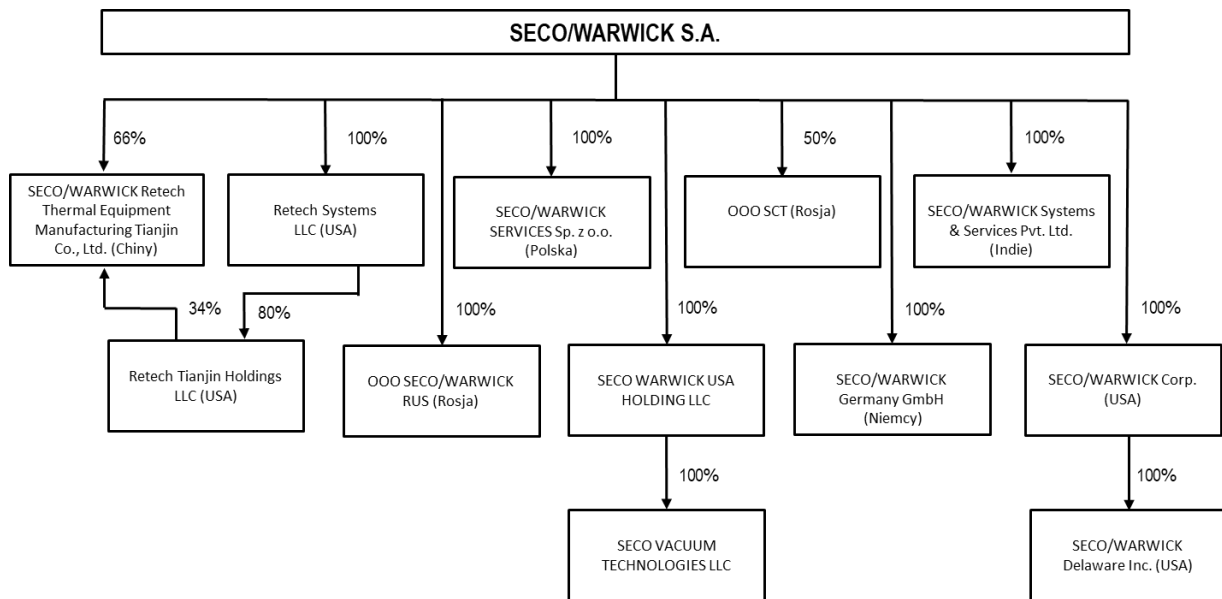 SECO/WARWICK S.A.
66%
100%
100%
50%
100%
SECO/WARWICK Retech
Thermal Equipment
Manufacturing Tianjin
Co., Ltd. (Chiny)
Retech Systems
LLC (USA)
SECO/WARWICK
SERVICES Sp. z o.o.
(Polska)
OOO SCT (Rosja)
SECO/WARWICK Systems
& Services Pvt. Ltd.
(Indie)
34%
80%
100%
100%
100%
100%
Retech Tianjin Holdings
LLC (USA)
OOO SECO/WARWICK
RUS (Rosja)
SECO WARWICK USA
HOLDING LLC
SECO/WARWICK
Germany GmbH
(Niemcy)
SECO/WARWICK Corp.
(USA)
100%
100%
SECO VACUUM
TECHNOLOGIES LLC
SECO/WARWICK
Delaware Inc. (USA)